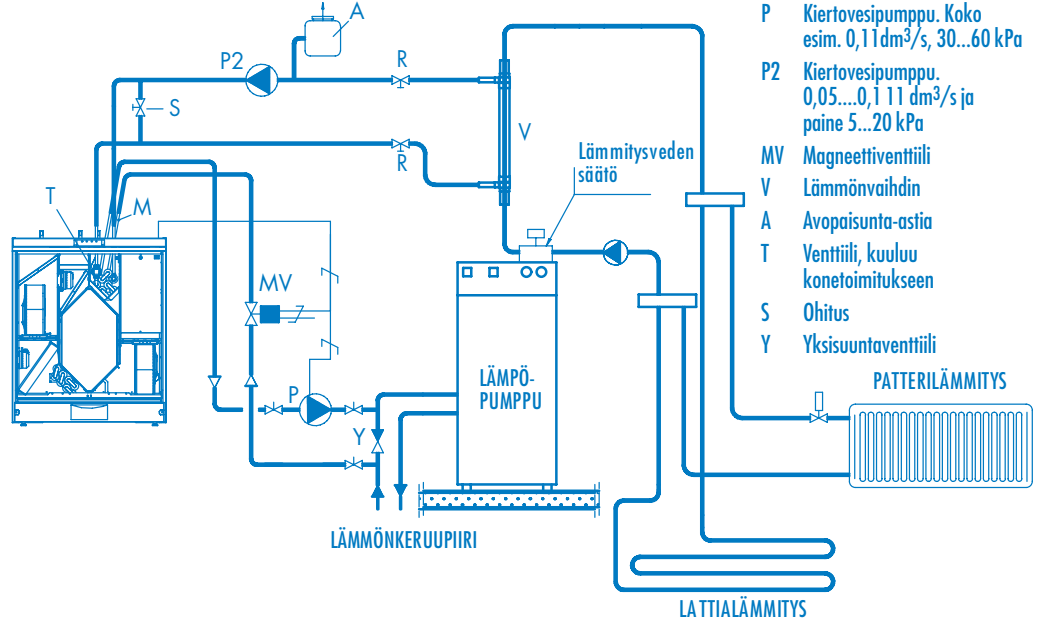 A
P2
R
S
R
V
Lämmitysveden
säätö
T
M
MV
P
Y
LÄMPÖ-
PUMPPU
LÄMMÖNKERUUPIIRI
PATTERILÄMMITYS
LATTIALÄMMITYS
P Kiertovesipumppu. Koko
esim. 0,11dm³/s, 30...60 kPa
P2 Kiertovesipumppu.
0,05....0,1 11 dm³/s ja
paine 5...20 kPa
MV Magneettiventtiili
V Lämmönvaihdin
A Avopaisunta-astia
T Venttiili, kuuluu
konetoimitukseen
S Ohitus
Y Yksisuuntaventtiili